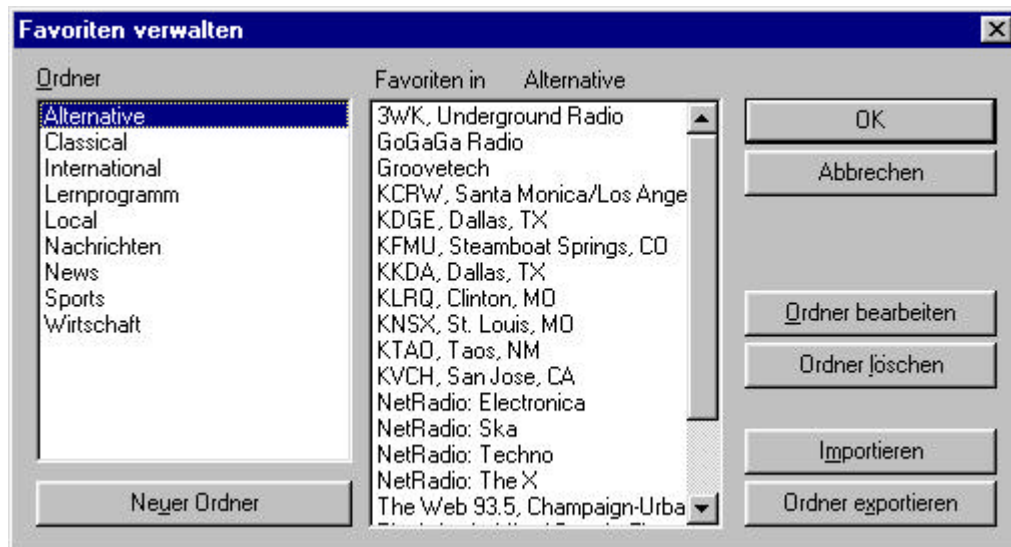 Favoriten verwalten
Ordner
Alternative
Classical
International
Lernprogramm
Local
Nachrichten
News
Sports
Wirtschaft
Neuer Ordner
Favoriten in Alternative
3WK, Underground Radio
GoGaGa Radio
Groovetech
KCRW, Santa Monica/Los Ange
KDGE, Dallas, TX
KFMU, Steamboat Springs, CO
KKDA, Dallas, TX
KLRQ, Clinton, MO
KNSX, St. Louis, MO
KTAO, Taos, NM
KVCH, San Jose, CA
NetRadio: Electronica
NetRadio: Ska
NetRadio: Techno
NetRadio: The X
The Web 93.5, Champaign-Urba
OK
Abbrechen
Ordner bearbeiten
Ordner löschen
Importieren
Ordner exportieren